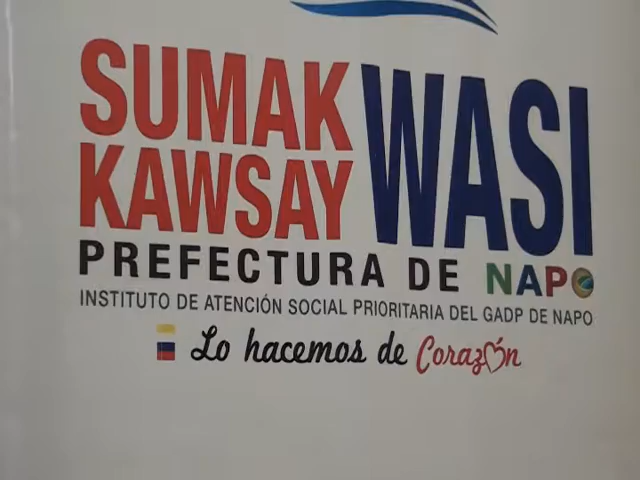 SUMAK KAWSAY WASI
PREFECTURA DE NAPO
INSTITUTO DE ATENCIÓN SOCIAL PRIORITARIA DEL GADP DE NAPO
Lo hacemos de Corazón